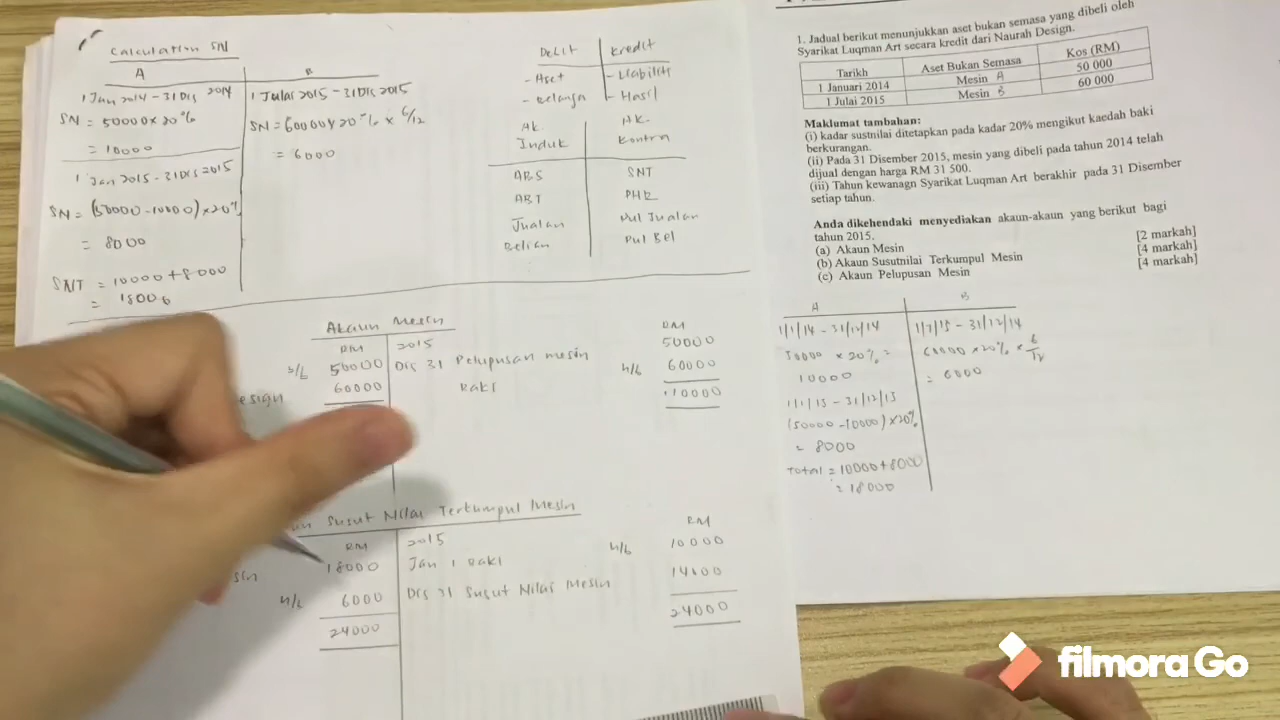 Calculation SN
A
B
1 Jan 2014 - 31 Dis 2014
SN = 50000 x 20%
= 10000
1 Jan 2015 - 31 Dis 2015
SN = (50000 - 10000) x 20%
= 8000
SNT = 10000 + 8000
= 18000
1 Julai 2015 - 31 Dis 2015
SN = 60000 x 20% x 6/12
= 6000
Debit
Kredit
- Aset
- Liabiliti
- Belanja
- Hasil
Ak.
Induk
Ak.
Kontra
ABS
SNT
ABT
PHR
Jualan
Pul Jualan
Belian
Pul Bel
Akaun Mesin
RM
2015
RM
s/b
50000
Dis 31 Pelupusan mesin
50000
esign
60000
Baki
h/b
60000
110000
Susut Nilai Terkumpul Mesin
RM
2015
RM
sin
18000
Jan 1 Baki
h/b
10000
h/b
6000
Dis 31 Susut Nilai Mesin
14000
24000
24000
1. Jadual berikut menunjukkan aset bukan semasa yang dibeli oleh
Syarikat Luqman Art secara kredit dari Naurah Design.
Tarikh
Aset Bukan Semasa
Kos (RM)
1 Januari 2014
Mesin A
50 000
1 Julai 2015
Mesin B
60 000
Maklumat tambahan:
(i) kadar sustnilai ditetapkan pada kadar 20% mengikut kaedah baki
berkurangan.
(ii) Pada 31 Disember 2015, mesin yang dibeli pada tahun 2014 telah
dijual dengan harga RM 31 500.
(iii) Tahun kewanagn Syarikat Luqman Art berakhir pada 31 Disember
setiap tahun.
Anda dikehendaki menyediakan akaun-akaun yang berikut bagi
tahun 2015.
(a) Akaun Mesin
[2 markah]
(b) Akaun Susutnilai Terkumpul Mesin
[4 markah]
(c) Akaun Pelupusan Mesin
[4 markah]
A
B
1/1/14 - 31/12/14
50000 x 20% =
10000
1/1/15 - 31/12/15
(50000 - 10000) x 20%
= 8000
Total = 10000 + 8000
= 18000
1/7/15 - 31/12/14
60000 x 20% x 6/12
= 6000
filmora Go